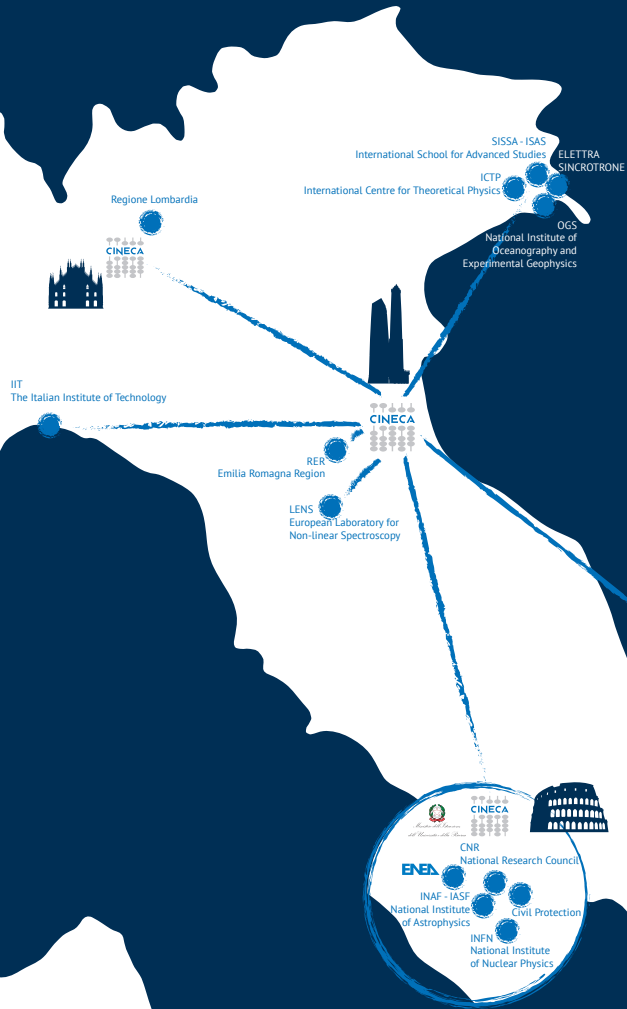 SISSA - ISAS
International School for Advanced Studies
ELETTRA
SINCROTRONE
ICTP
International Centre for Theoretical Physics
Regione Lombardia
OGS
National Institute of
Oceanography and
Experimental Geophysics
CINECA
IIT
The Italian Institute of Technology
CINECA
RER
Emilia Romagna Region
LENS
European Laboratory for
Non-linear Spectroscopy
CINECA
CNR
National Research Council
ENEA
INAF - IASF
National Institute
of Astrophysics
Civil Protection
INFN
National Institute
of Nuclear Physics